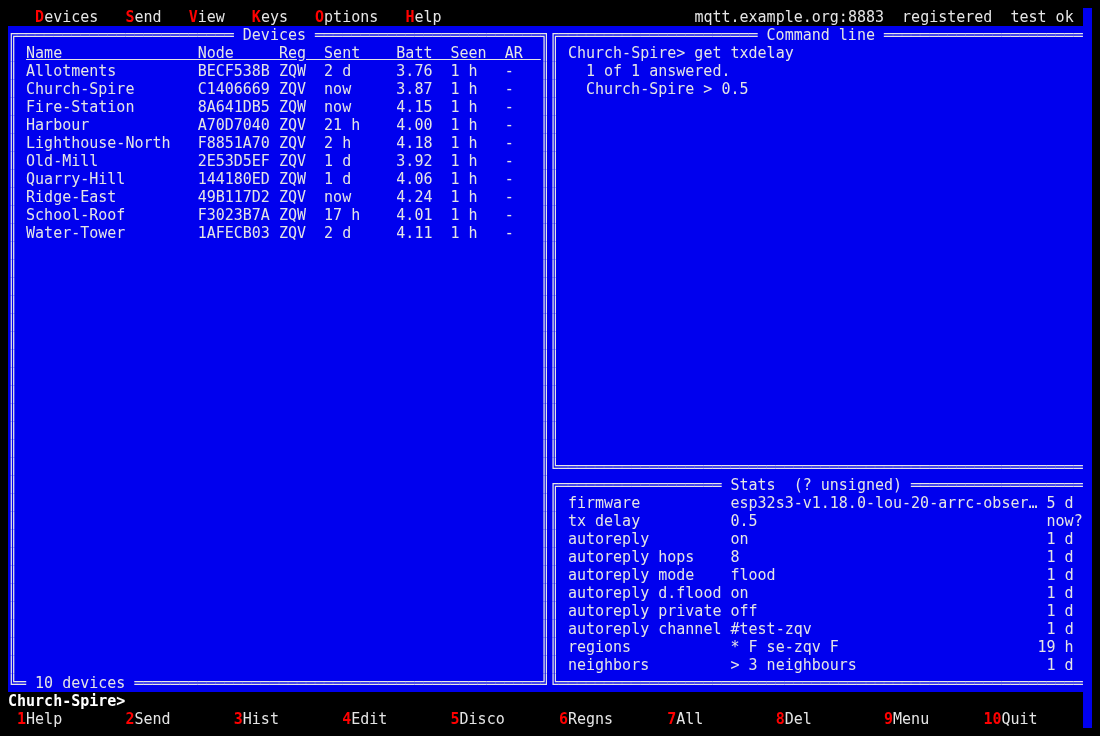 Devices Send View Keys Options Help mqtt.example.org:8883 registered test ok
Devices
Name Node Reg Sent Batt Seen AR
Allotments BECF538B ZQW 2 d 3.76 1 h -
Church-Spire C1406669 ZQV now 3.87 1 h -
Fire-Station 8A641DB5 ZQW now 4.15 1 h -
Harbour A70D7040 ZQV 21 h 4.00 1 h -
Lighthouse-North F8851A70 ZQV 2 h 4.18 1 h -
Old-Mill 2E53D5EF ZQV 1 d 3.92 1 h -
Quarry-Hill 144180ED ZQW 1 d 4.06 1 h -
Ridge-East 49B117D2 ZQV now 4.24 1 h -
School-Roof F3023B7A ZQW 17 h 4.01 1 h -
Water-Tower 1AFECB03 ZQV 2 d 4.11 1 h -
10 devices
Command line
Church-Spire> get txdelay
1 of 1 answered.
Church-Spire > 0.5
Stats (? unsigned)
firmware esp32s3-v1.18.0-lou-20-arrc-obser… 5 d
tx delay 0.5 now?
autoreply on 1 d
autoreply hops 8 1 d
autoreply mode flood 1 d
autoreply d.flood on 1 d
autoreply private off 1 d
autoreply channel #test-zqv 1 d
regions * F se-zqv F 19 h
neighbors > 3 neighbours 1 d
Church-Spire>
1Help 2Send 3Hist 4Edit 5Disco 6Regns 7All 8Del 9Menu 10Quit